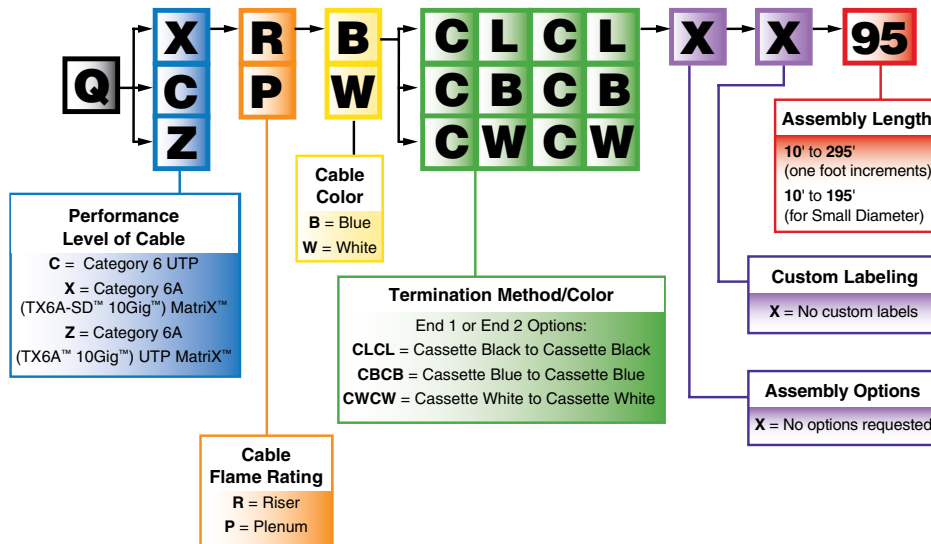 Q
X R B C L C L X X 95
C P W C B C B
Z C W C W
Assembly Length
10' to 295'
(one foot increments)
10' to 195'
(for Small Diameter)
Cable
Color
B = Blue
W = White
Performance
Level of Cable
C = Category 6 UTP
X = Category 6A
(TX6A-SD™ 10Gig™) MatriX™
Z = Category 6A
(TX6A™ 10Gig™) UTP MatriX™
Termination Method/Color
End 1 or End 2 Options:
CLCL = Cassette Black to Cassette Black
CBCB = Cassette Blue to Cassette Blue
CWCW = Cassette White to Cassette White
Custom Labeling
X = No custom labels
Assembly Options
X = No options requested
Cable
Flame Rating
R = Riser
P = Plenum